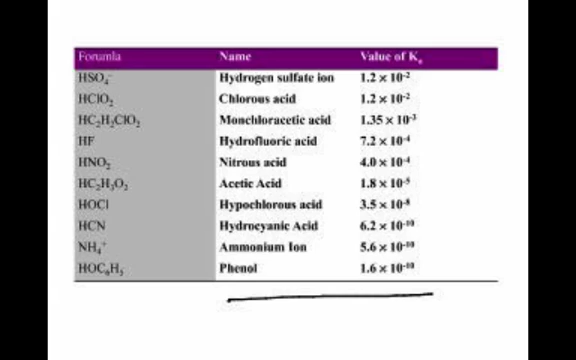 Forumla Name Value of Kₐ
HSO₄⁻ Hydrogen sulfate ion 1.2 × 10⁻²
HClO₂ Chlorous acid 1.2 × 10⁻²
HC₂H₂ClO₂ Monchloracetic acid 1.35 × 10⁻³
HF Hydrofluoric acid 7.2 × 10⁻⁴
HNO₂ Nitrous acid 4.0 × 10⁻⁴
HC₂H₃O₂ Acetic Acid 1.8 × 10⁻⁵
HOCl Hypochlorous acid 3.5 × 10⁻⁸
HCN Hydrocyanic Acid 6.2 × 10⁻¹⁰
NH₄⁺ Ammonium Ion 5.6 × 10⁻¹⁰
HOC₆H₅ Phenol 1.6 × 10⁻¹⁰